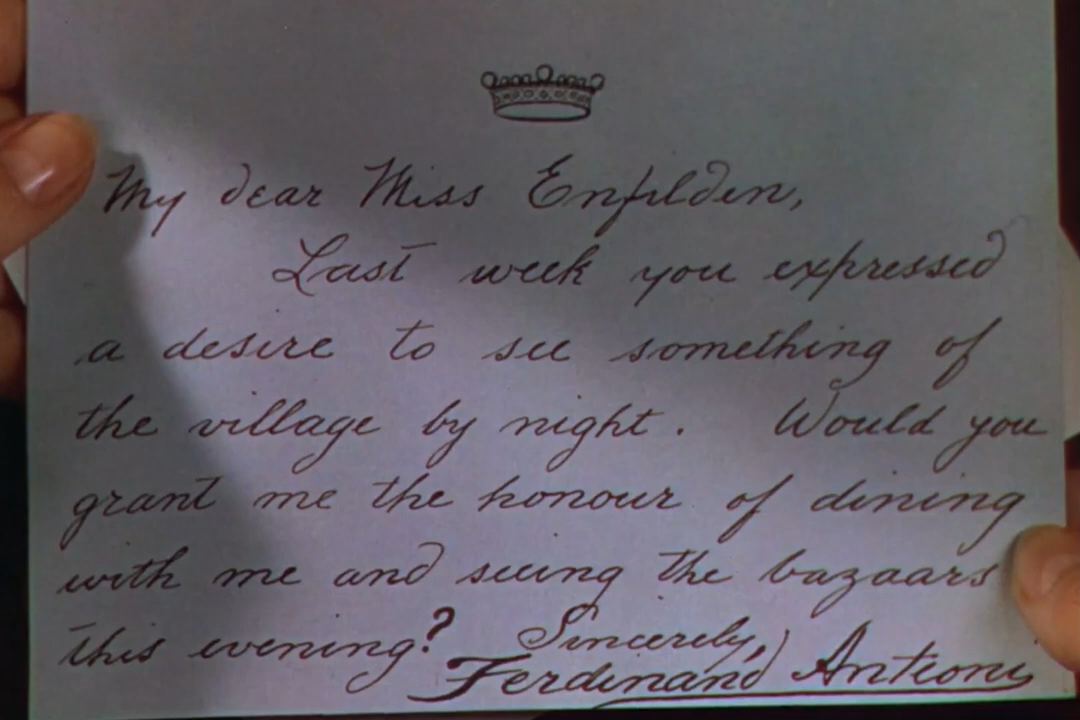 My dear Miss Enfilden,
Last week you expressed
a desire to see something of
the village by night. Would you
grant me the honour of dining
with me and seeing the bazaars
this evening? Sincerely,
Ferdinand Anteoni